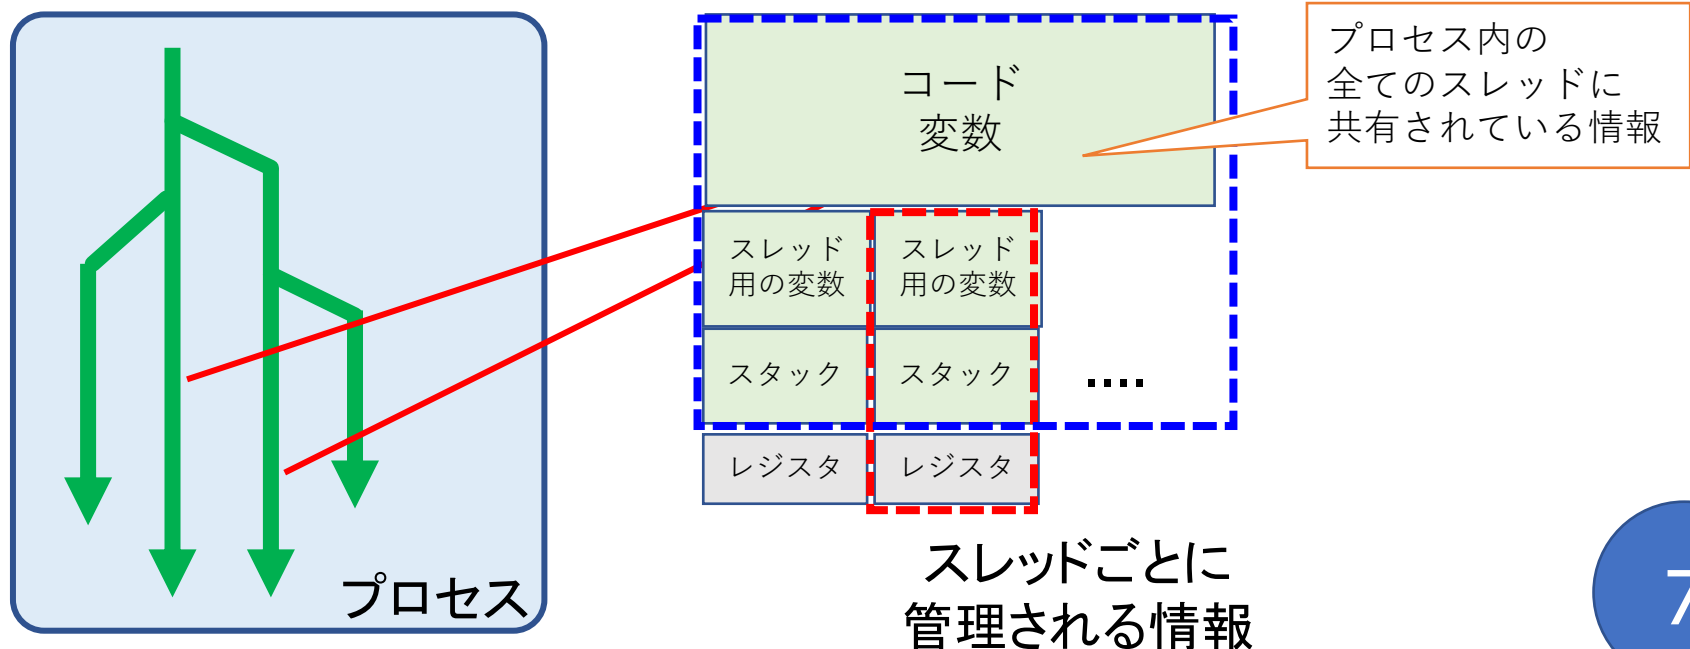 コード
変数
プロセス内の
全てのスレッドに
共有されている情報
スレッド
用の変数
スレッド
用の変数
スタック
スタック
....
レジスタ
レジスタ
プロセス
スレッドごとに
管理される情報
7